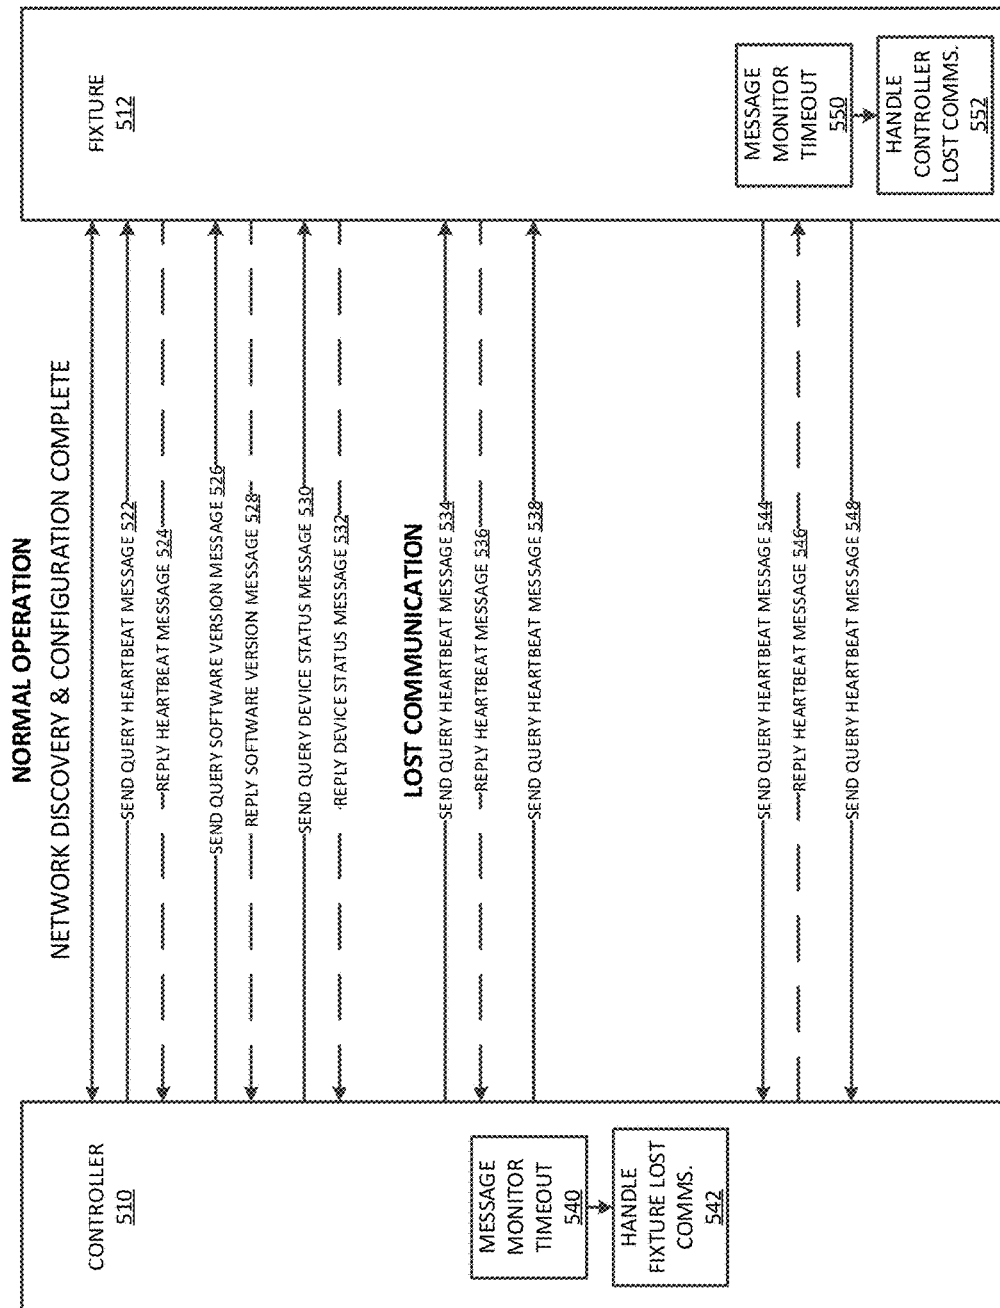 NORMAL OPERATION
NETWORK DISCOVERY & CONFIGURATION COMPLETE
CONTROLLER
510
FIXTURE
512
SEND QUERY HEARTBEAT MESSAGE 522
REPLY HEARTBEAT MESSAGE 524
SEND QUERY SOFTWARE VERSION MESSAGE 526
REPLY SOFTWARE VERSION MESSAGE 528
SEND QUERY DEVICE STATUS MESSAGE 530
REPLY DEVICE STATUS MESSAGE 532
LOST COMMUNICATION
SEND QUERY HEARTBEAT MESSAGE 534
REPLY HEARTBEAT MESSAGE 536
SEND QUERY HEARTBEAT MESSAGE 538
MESSAGE
MONITOR
TIMEOUT
540
HANDLE
FIXTURE LOST
COMMS.
542
SEND QUERY HEARTBEAT MESSAGE 544
REPLY HEARTBEAT MESSAGE 546
SEND QUERY HEARTBEAT MESSAGE 548
MESSAGE
MONITOR
TIMEOUT
550
HANDLE
CONTROLLER
LOST COMMS.
552